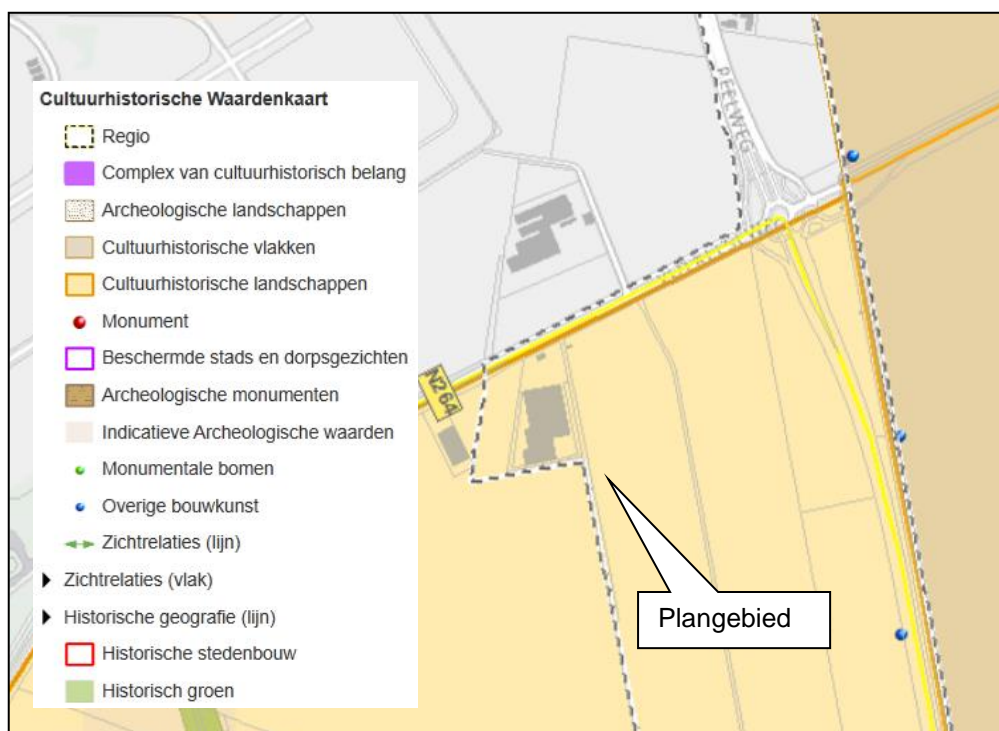 Cultuurhistorische Waardenkaart
Regio
Complex van cultuurhistorisch belang
Archeologische landschappen
Cultuurhistorische vlakken
Cultuurhistorische landschappen
Monument
Beschermde stads en dorpsgezichten
Archeologische monumenten
Indicatieve Archeologische waarden
Monumentale bomen
Overige bouwkunst
Zichtrelaties (lijn)
Zichtrelaties (vlak)
Historische geografie (lijn)
Historische stedenbouw
Historisch groen
PEELWEG
N264
Plangebied